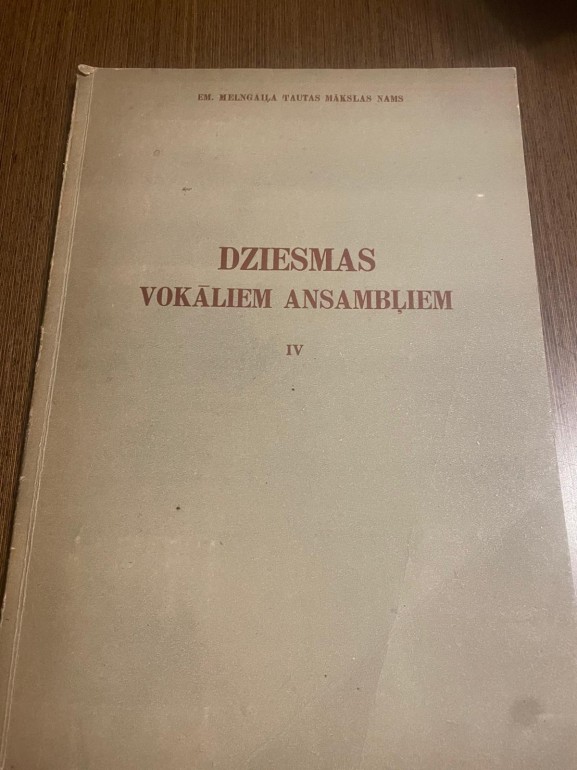 EM. MELNGAIĻA TAUTAS MĀKSLAS NAMS
DZIESMAS
VOKĀLIEM ANSAMBĻIEM
IV